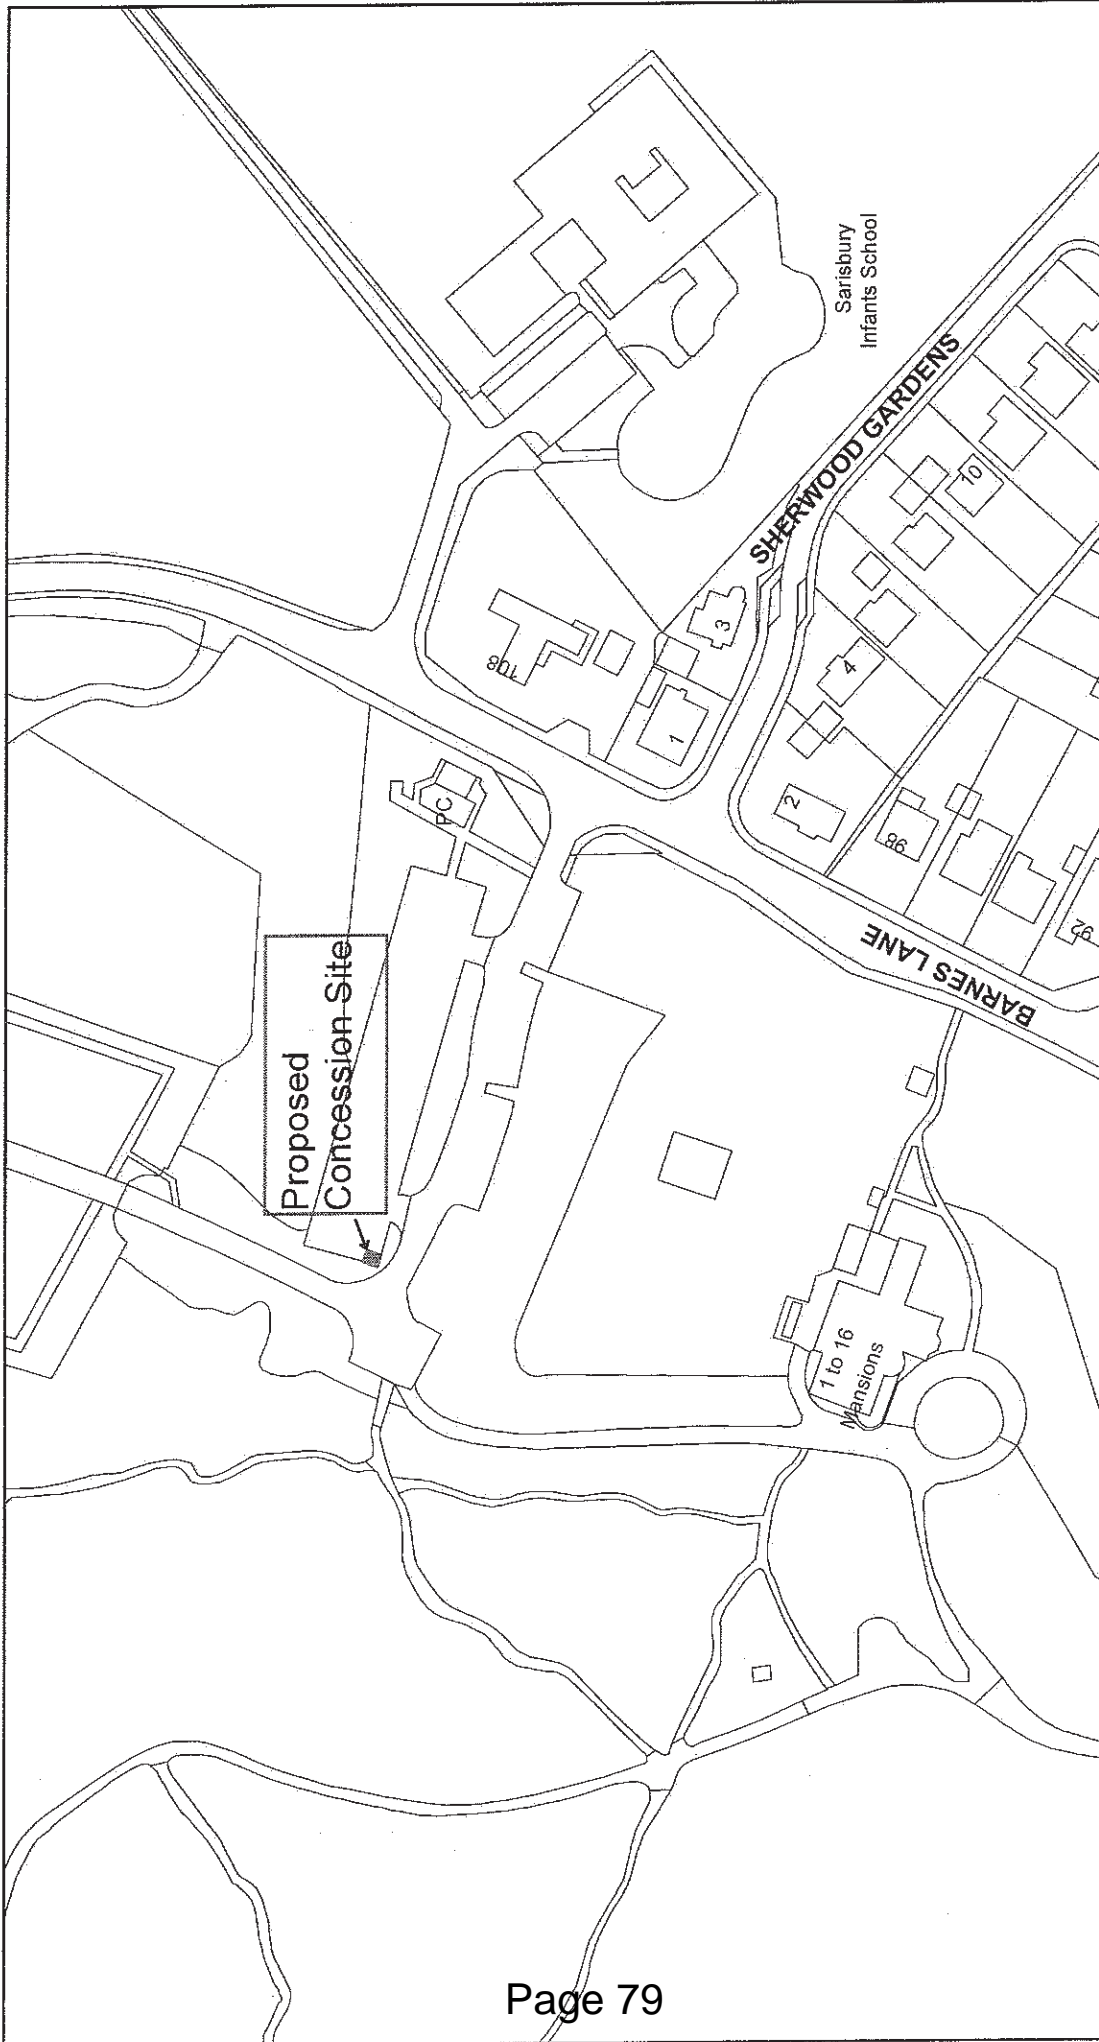 Proposed
Concession Site
PC
108
Sarisbury
Infants School
SHERWOOD GARDENS
BARNES LANE
1
3
2
4
10
98
92
1 to 16
Mansions
Page 79